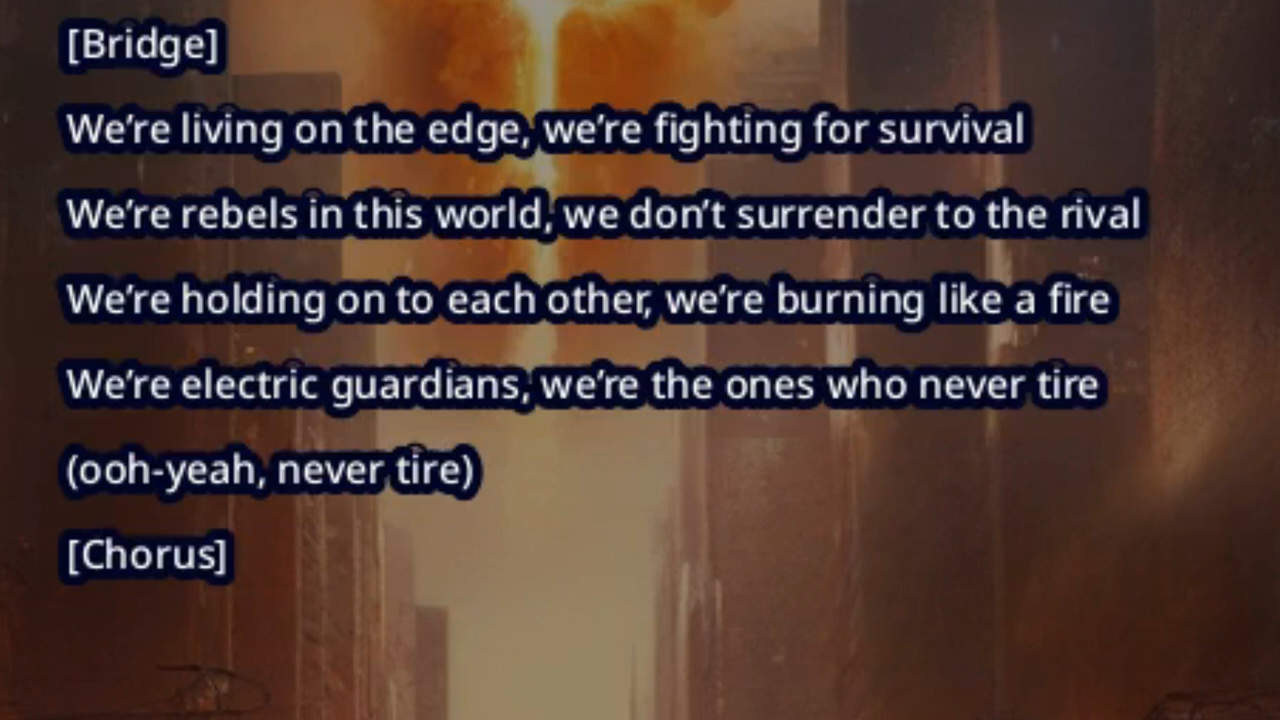 [Bridge]
We’re living on the edge, we’re fighting for survival
We’re rebels in this world, we don’t surrender to the rival
We’re holding on to each other, we’re burning like a fire
We’re electric guardians, we’re the ones who never tire
(ooh-yeah, never tire)
[Chorus]